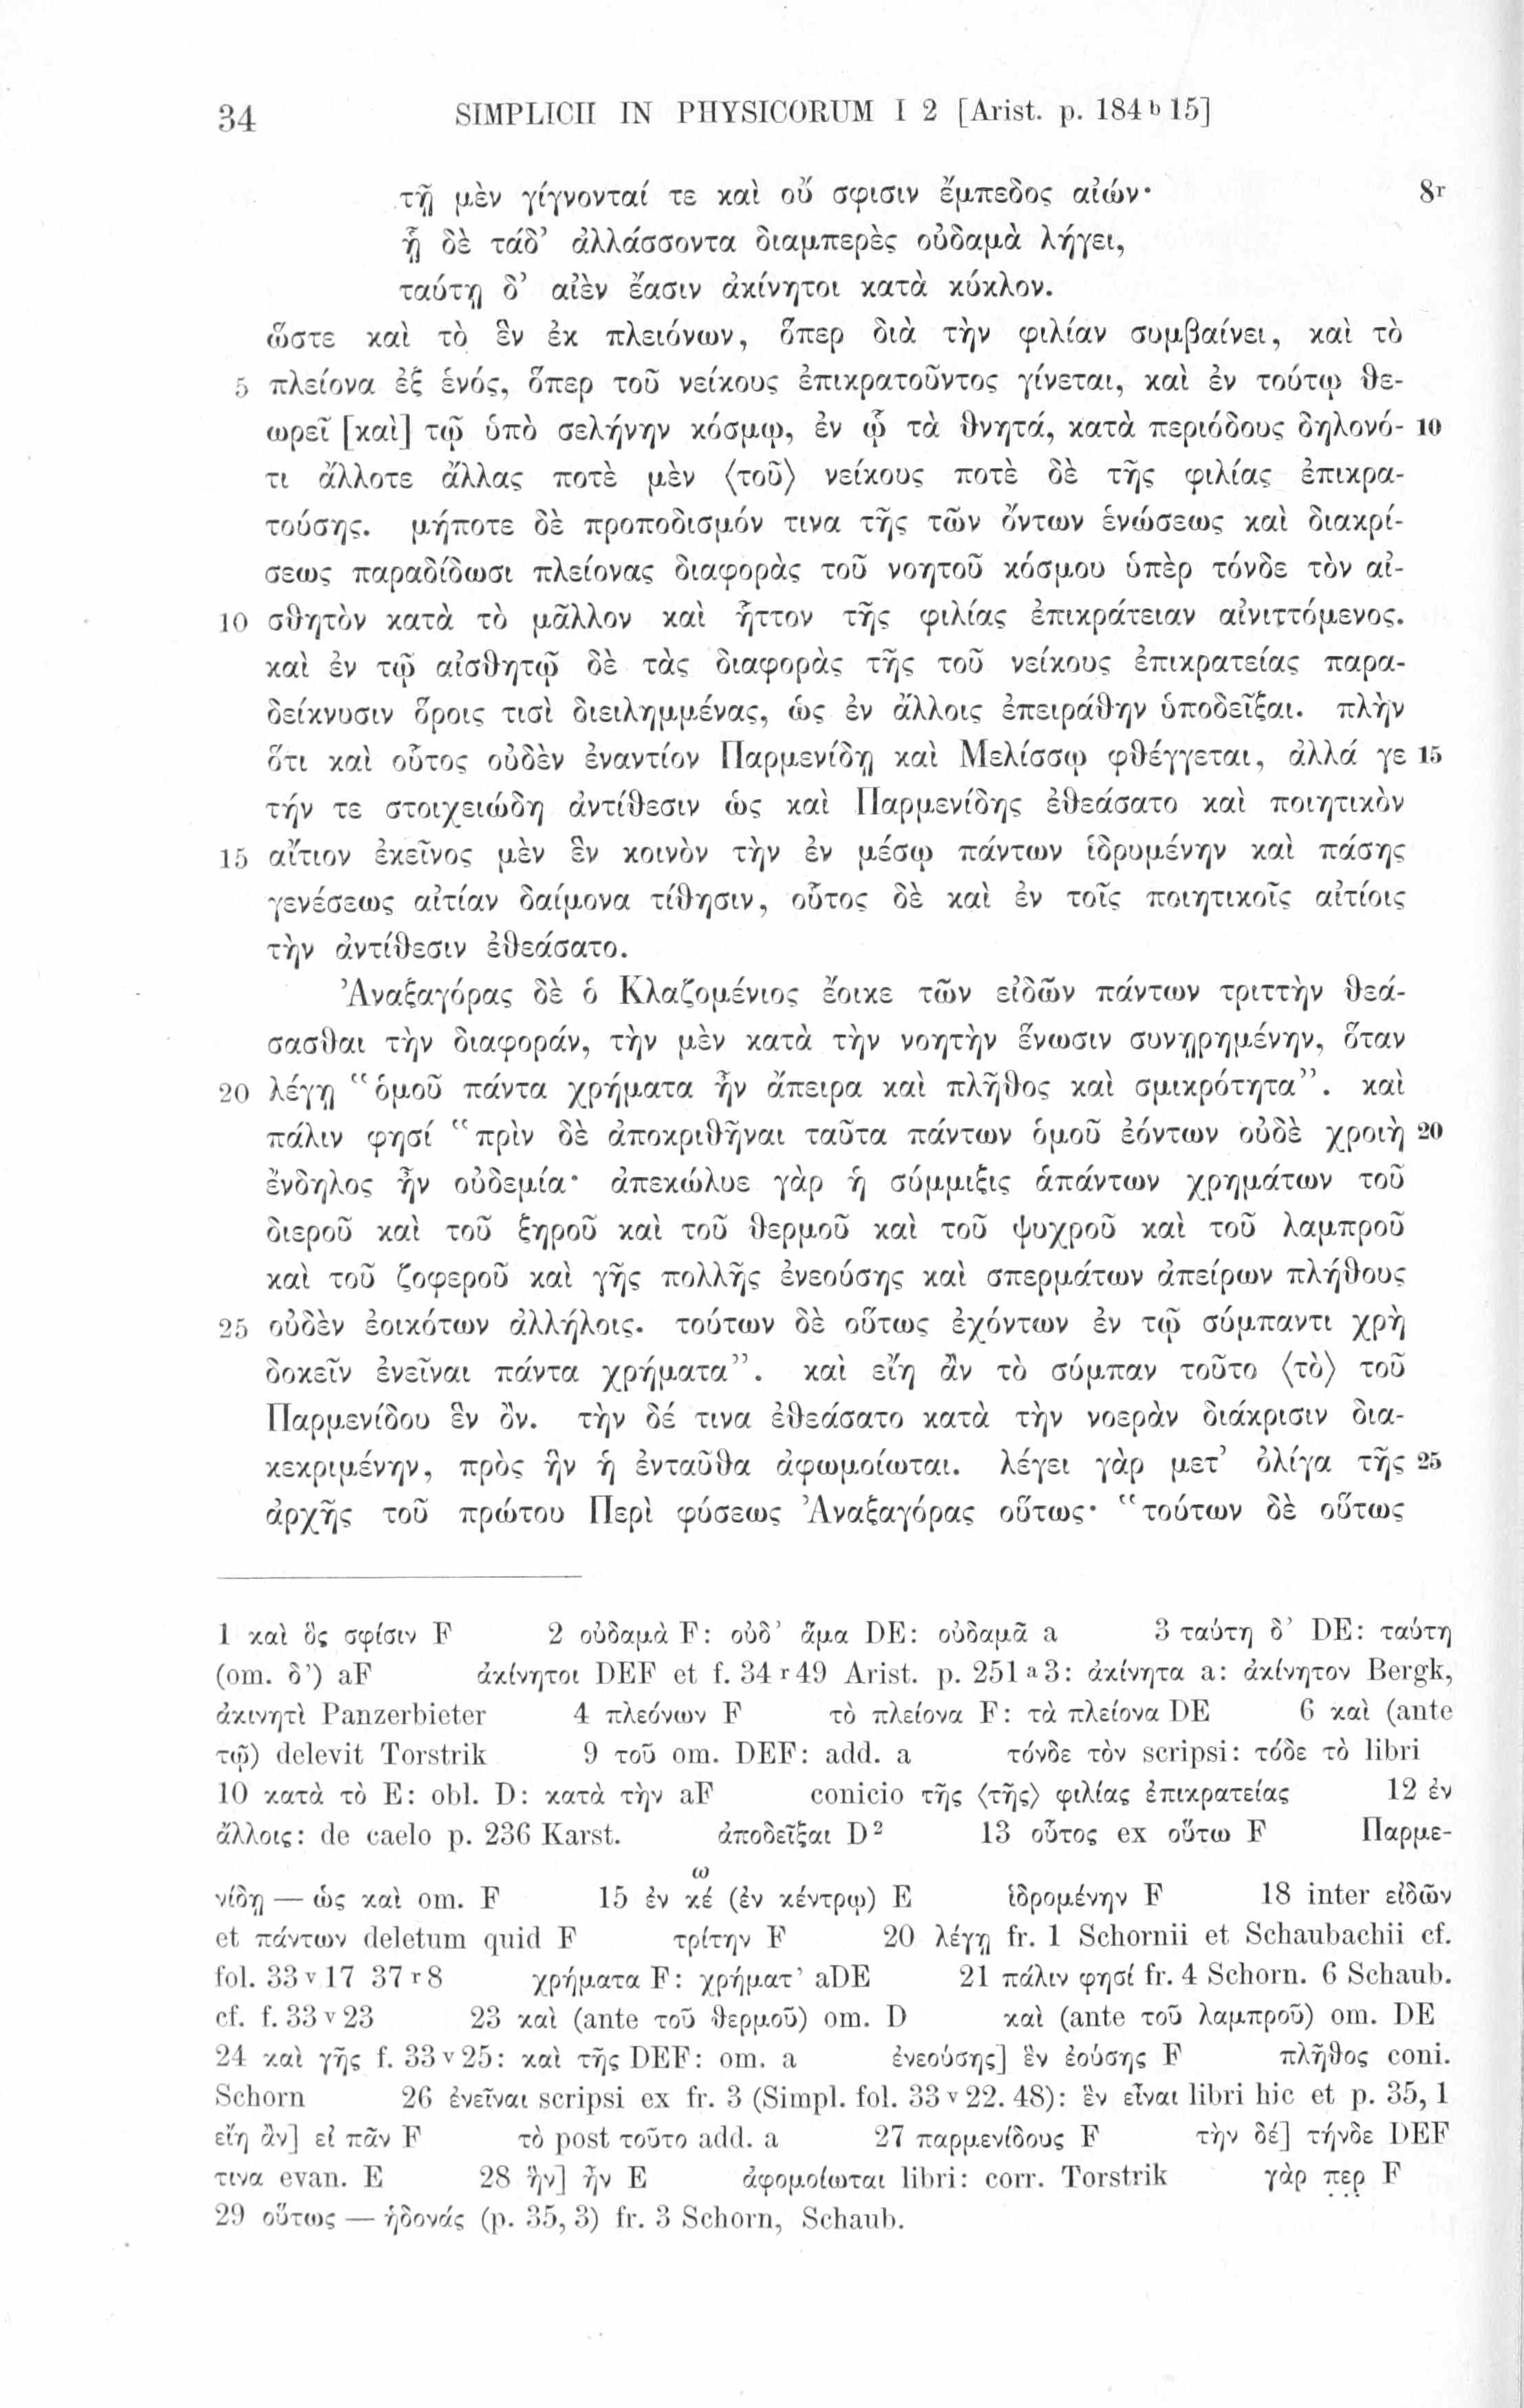 34 SIMPLICII IN PHYSICORUM I 2 [Arist. p. 184 b 15]
τῇ μὲν γίγνονταί τε καὶ οὔ σφισιν ἔμπεδος αἰών· 8r
ᾗ δὲ τάδ’ ἀλλάσσοντα διαμπερὲς οὐδαμὰ λήγει,
ταύτῃ δ’ αἰὲν ἔασιν ἀκίνητοι κατὰ κύκλον.
ὥστε καὶ τὸ ἓν ἐκ πλειόνων, ὅπερ διὰ τὴν φιλίαν συμβαίνει, καὶ τὸ
5 πλείονα ἐξ ἑνός, ὅπερ τοῦ νείκους ἐπικρατοῦντος γίνεται, καὶ ἐν τούτῳ θε-
ωρεῖ [καὶ] τῷ ὑπὸ σελήνην κόσμῳ, ἐν ᾧ τὰ θνητά, κατὰ περιόδους δηλονό- 10
τι ἄλλοτε ἄλλας ποτὲ μὲν ⟨τοῦ⟩ νείκους ποτὲ δὲ τῆς φιλίας ἐπικρα-
τούσης. μήποτε δὲ προποδισμόν τινα τῆς τῶν ὄντων ἑνώσεως καὶ διακρί-
σεως παραδίδωσι πλείονας διαφορὰς τοῦ νοητοῦ κόσμου ὑπὲρ τόνδε τὸν αἰ-
10 σθητὸν κατὰ τὸ μᾶλλον καὶ ἧττον τῆς φιλίας ἐπικράτειαν αἰνιττόμενος.
καὶ ἐν τῷ αἰσθητῷ δὲ τὰς διαφορὰς τῆς τοῦ νείκους ἐπικρατείας παρα-
δείκνυσιν ὅροις τισὶ διειλημμένας, ὡς ἐν ἄλλοις ἐπειράθην ὑποδεῖξαι. πλὴν
ὅτι καὶ οὗτος οὐδὲν ἐναντίον Παρμενίδῃ καὶ Μελίσσῳ φθέγγεται, ἀλλά γε 15
τήν τε στοιχειώδη ἀντίθεσιν ὡς καὶ Παρμενίδης ἐθεάσατο καὶ ποιητικὸν
15 αἴτιον ἐκεῖνος μὲν ἓν κοινὸν τὴν ἐν μέσῳ πάντων ἱδρυμένην καὶ πάσης
γενέσεως αἰτίαν δαίμονα τίθησιν, οὗτος δὲ καὶ ἐν τοῖς ποιητικοῖς αἰτίοις
τὴν ἀντίθεσιν ἐθεάσατο.
Ἀναξαγόρας δὲ ὁ Κλαζομένιος ἔοικε τῶν εἰδῶν πάντων τριττὴν θεά-
σασθαι τὴν διαφοράν, τὴν μὲν κατὰ τὴν νοητὴν ἕνωσιν συνῃρημένην, ὅταν
20 λέγῃ “ὁμοῦ πάντα χρήματα ἦν ἄπειρα καὶ πλῆθος καὶ σμικρότητα”. καὶ
πάλιν φησί “πρὶν δὲ ἀποκριθῆναι ταῦτα πάντων ὁμοῦ ἐόντων οὐδὲ χροιὴ 20
ἔνδηλος ἦν οὐδεμία· ἀπεκώλυε γὰρ ἡ σύμμιξις ἁπάντων χρημάτων τοῦ
διεροῦ καὶ τοῦ ξηροῦ καὶ τοῦ θερμοῦ καὶ τοῦ ψυχροῦ καὶ τοῦ λαμπροῦ
καὶ τοῦ ζοφεροῦ καὶ γῆς πολλῆς ἐνεούσης καὶ σπερμάτων ἀπείρων πλήθους
25 οὐδὲν ἐοικότων ἀλλήλοις. τούτων δὲ οὕτως ἐχόντων ἐν τῷ σύμπαντι χρὴ
δοκεῖν ἐνεῖναι πάντα χρήματα”. καὶ εἴη ἂν τὸ σύμπαν τοῦτο ⟨τὸ⟩ τοῦ
Παρμενίδου ἓν ὄν. τὴν δέ τινα ἐθεάσατο κατὰ τὴν νοερὰν διάκρισιν δια-
κεκριμένην, πρὸς ἣν ἡ ἐνταῦθα ἀφωμοίωται. λέγει γὰρ μετ’ ὀλίγα τῆς 25
ἀρχῆς τοῦ πρώτου Περὶ φύσεως Ἀναξαγόρας οὕτως· “τούτων δὲ οὕτως
1 καὶ ὃς σφίσιν F 2 οὐδαμὰ F: οὐδ’ ἅμα DE: οὐδαμᾶ a 3 ταύτη δ’ DE: ταύτη
(om. δ’) aF ἀκίνητοι DEF et f. 34 r 49 Arist. p. 251 a 3: ἀκίνητα a: ἀκίνητον Bergk,
ἀκινητὶ Panzerbieter 4 πλεόνων F τὸ πλείονα F: τὰ πλείονα DE 6 καὶ (ante
τῷ) delevit Torstrik 9 τοῦ om. DEF: add. a τόνδε τὸν scripsi: τόδε τὸ libri
10 κατὰ τὸ E: obl. D: κατὰ τὴν aF conicio τῆς ⟨τῆς⟩ φιλίας ἐπικρατείας 12 ἐν
ἄλλοις: de caelo p. 236 Karst. ἀποδεῖξαι D² 13 οὗτος ex οὕτω F Παρμε-
νίδῃ — ὡς καὶ om. F 15 ἐν κέω (ἐν κέντρῳ) E ἱδρομένην F 18 inter εἰδῶν
et πάντων deletum quid F τρίτην F 20 λέγῃ fr. 1 Schornii et Schaubachii cf.
fol. 33 v 17 37 r 8 χρήματα F: χρήματ’ aDE 21 πάλιν φησί fr. 4 Schorn. 6 Schaub.
cf. f. 33 v 23 23 καὶ (ante τοῦ θερμοῦ) om. D καὶ (ante τοῦ λαμπροῦ) om. DE
24 καὶ γῆς f. 33 v 25: καὶ τῆς DEF: om. a ἐνεούσης] ἓν ἐούσης F πλῆθος coni.
Schorn 26 ἐνεῖναι scripsi ex fr. 3 (Simpl. fol. 33 v 22. 48): ἓν εἶναι libri hic et p. 35, 1
εἴη ἂν] εἰ πᾶν F τὸ post τοῦτο add. a 27 παρμενίδους F τὴν δέ] τήνδε DEF
τινα evan. E 28 ἣν] ἦν E ἀφομοίωται libri: corr. Torstrik γὰρ περ F
29 οὕτως — ἡδονάς (p. 35, 3) fr. 3 Schorn, Schaub.